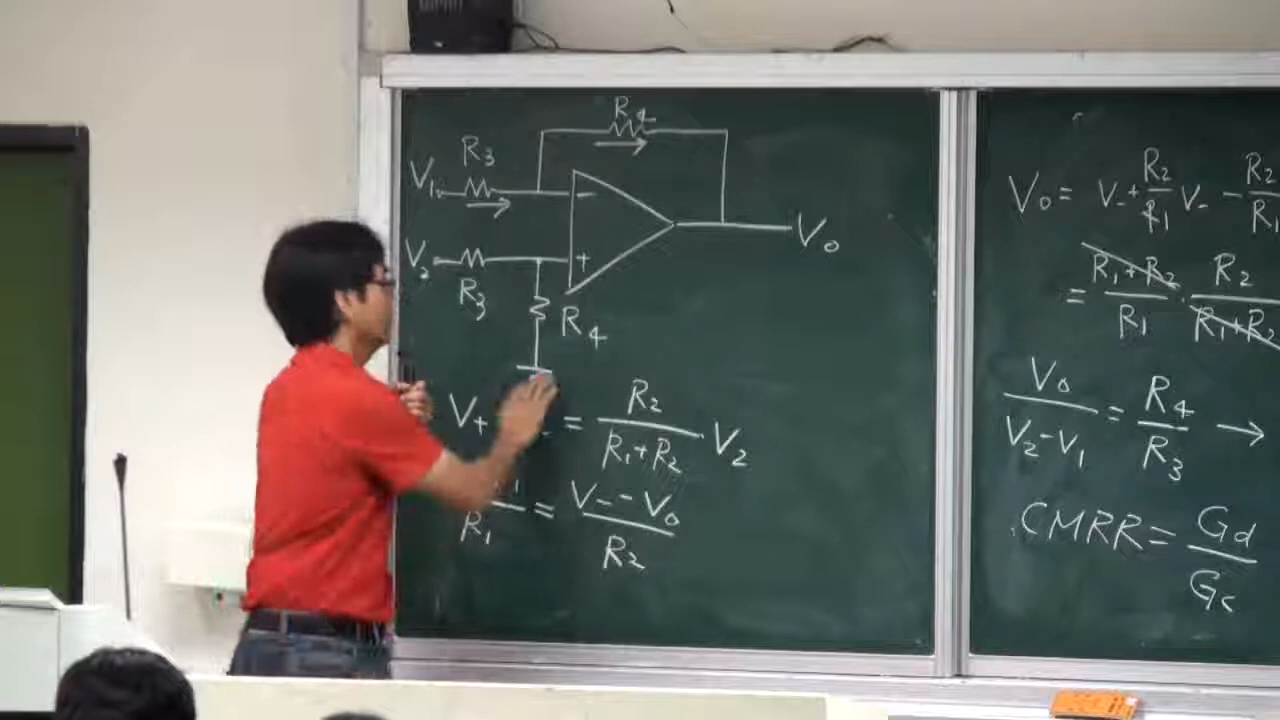 R4
R3
V1
-
V2
+
V0
R3
R4
V+ = R2/(R1+R2) · V2
/R1 = (V- - V0)/R2
V0 = V- + R2/R1 V- - R2/R1
= (R1+R2)/R1 · R2/(R1+R2)
V0/(V2-V1) = R4/R3 →
CMRR = Gd/Gc